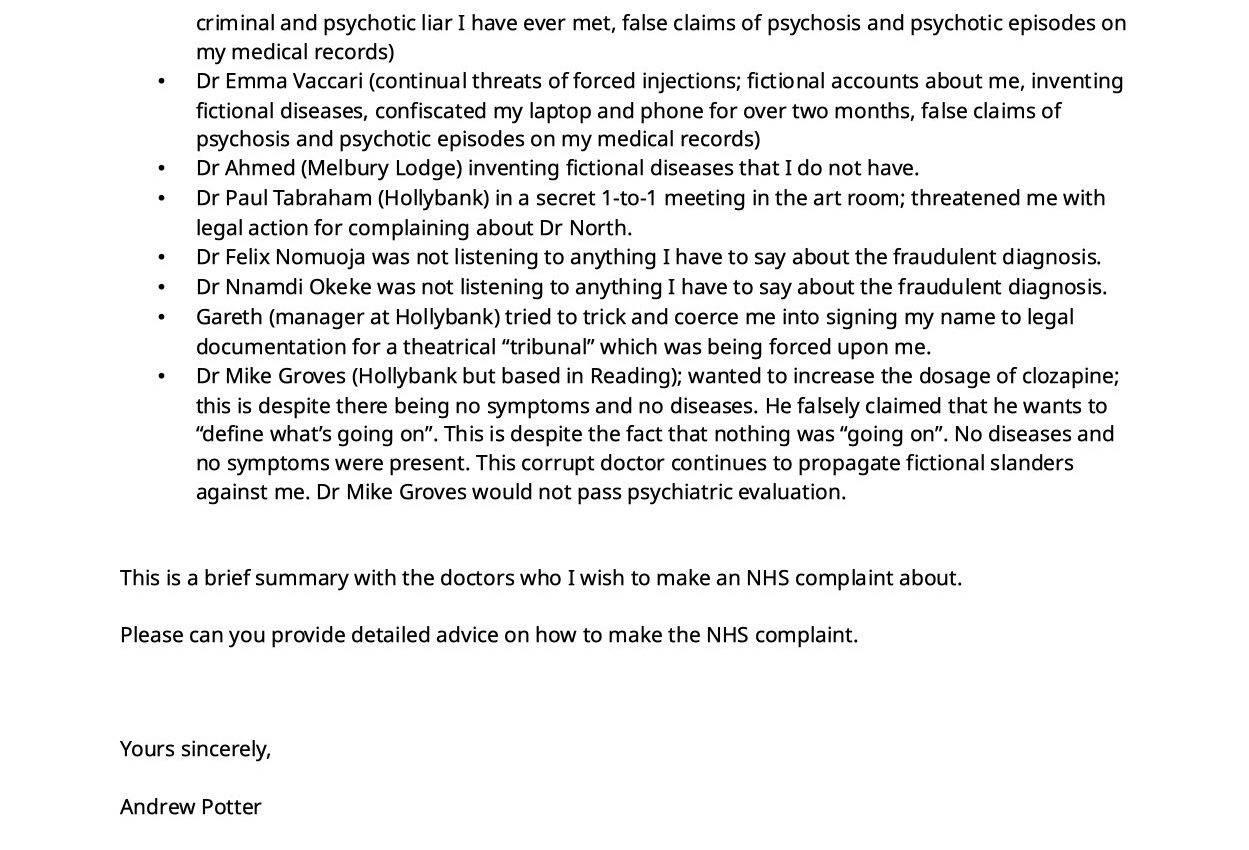 criminal and psychotic liar I have ever met, false claims of psychosis and psychotic episodes on
my medical records)
• Dr Emma Vaccari (continual threats of forced injections; fictional accounts about me, inventing
fictional diseases, confiscated my laptop and phone for over two months, false claims of
psychosis and psychotic episodes on my medical records)
• Dr Ahmed (Melbury Lodge) inventing fictional diseases that I do not have.
• Dr Paul Tabraham (Hollybank) in a secret 1-to-1 meeting in the art room; threatened me with
legal action for complaining about Dr North.
• Dr Felix Nomuoja was not listening to anything I have to say about the fraudulent diagnosis.
• Dr Nnamdi Okeke was not listening to anything I have to say about the fraudulent diagnosis.
• Gareth (manager at Hollybank) tried to trick and coerce me into signing my name to legal
documentation for a theatrical “tribunal” which was being forced upon me.
• Dr Mike Groves (Hollybank but based in Reading); wanted to increase the dosage of clozapine;
this is despite there being no symptoms and no diseases. He falsely claimed that he wants to
“define what’s going on”. This is despite the fact that nothing was “going on”. No diseases and
no symptoms were present. This corrupt doctor continues to propagate fictional slanders
against me. Dr Mike Groves would not pass psychiatric evaluation.
This is a brief summary with the doctors who I wish to make an NHS complaint about.
Please can you provide detailed advice on how to make the NHS complaint.
Yours sincerely,
Andrew Potter